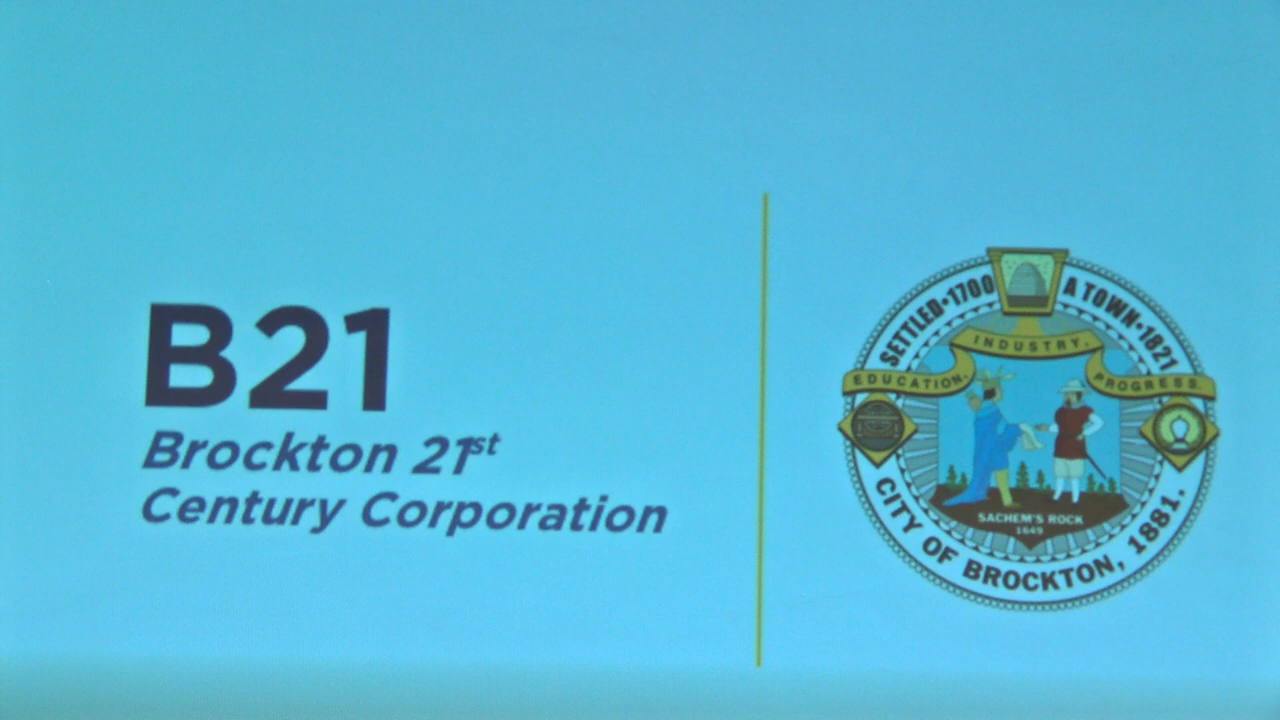 B21
Brockton 21st
Century Corporation
SETTLED•1700
A TOWN•1821
INDUSTRY.
EDUCATION.
PROGRESS.
SACHEM'S ROCK
1649
CITY OF BROCKTON, 1881.